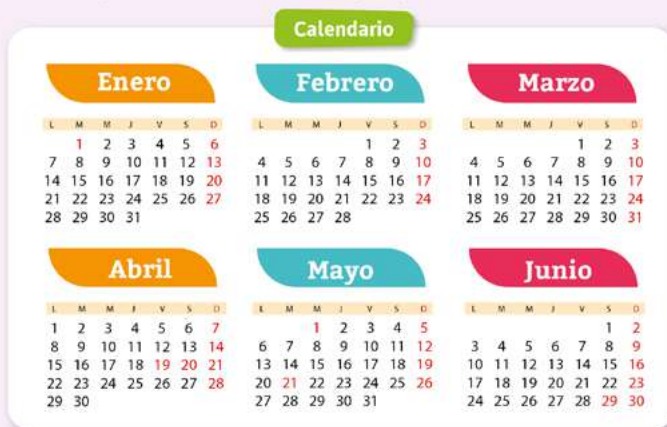 Calendario
Enero
L M M J V S D
1 2 3 4 5 6
7 8 9 10 11 12 13
14 15 16 17 18 19 20
21 22 23 24 25 26 27
28 29 30 31
Febrero
L M M J V S D
1 2 3
4 5 6 7 8 9 10
11 12 13 14 15 16 17
18 19 20 21 22 23 24
25 26 27 28
Marzo
L M M J V S D
1 2 3
4 5 6 7 8 9 10
11 12 13 14 15 16 17
18 19 20 21 22 23 24
25 26 27 28 29 30 31
Abril
L M M J V S D
1 2 3 4 5 6 7
8 9 10 11 12 13 14
15 16 17 18 19 20 21
22 23 24 25 26 27 28
29 30
Mayo
L M M J V S D
1 2 3 4 5
6 7 8 9 10 11 12
13 14 15 16 17 18 19
20 21 22 23 24 25 26
27 28 29 30 31
Junio
L M M J V S D
1 2
3 4 5 6 7 8 9
10 11 12 13 14 15 16
17 18 19 20 21 22 23
24 25 26 27 28 29 30